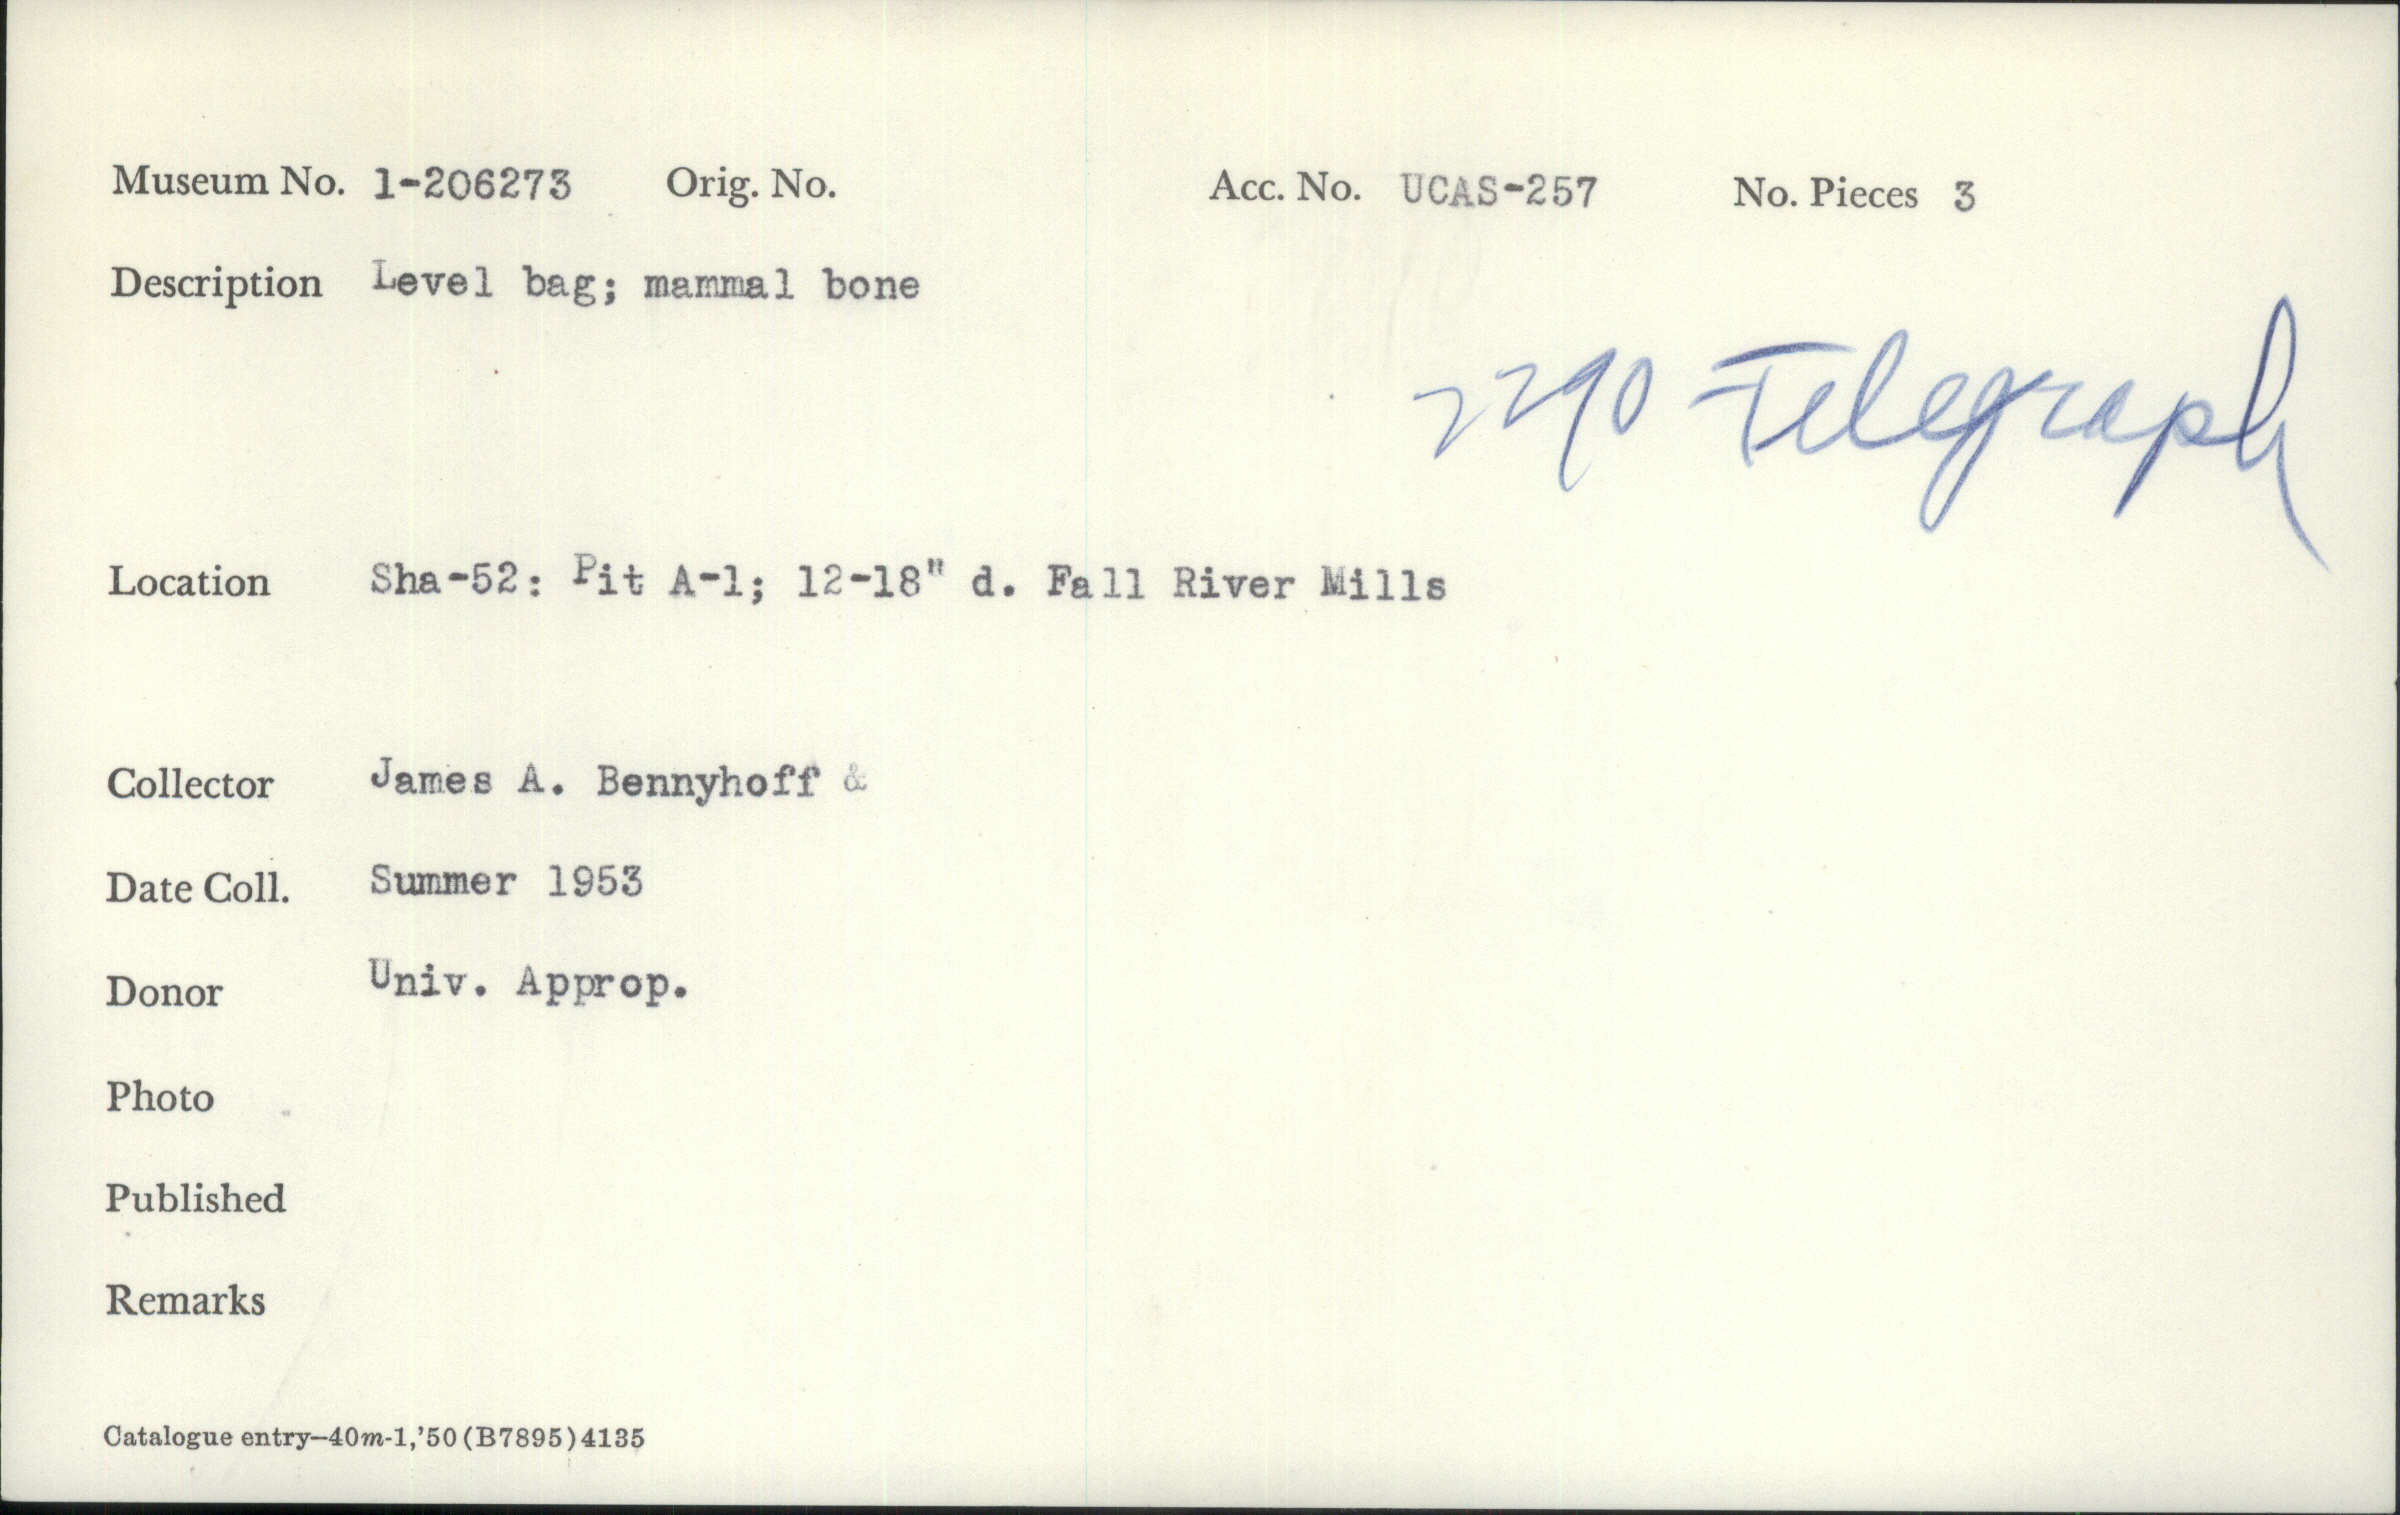 Museum No. 1-206273 Orig. No. Acc. No. UCAS-257 No. Pieces 3
Description Level bag; mammal bone
2290 Telegraph
Location Sha-52: Pit A-1; 12-18" d. Fall River Mills
Collector James A. Bennyhoff &
Date Coll. Summer 1953
Donor Univ. Approp.
Photo
Published
Remarks
Catalogue entry—40m-1,'50 (B7895) 4135